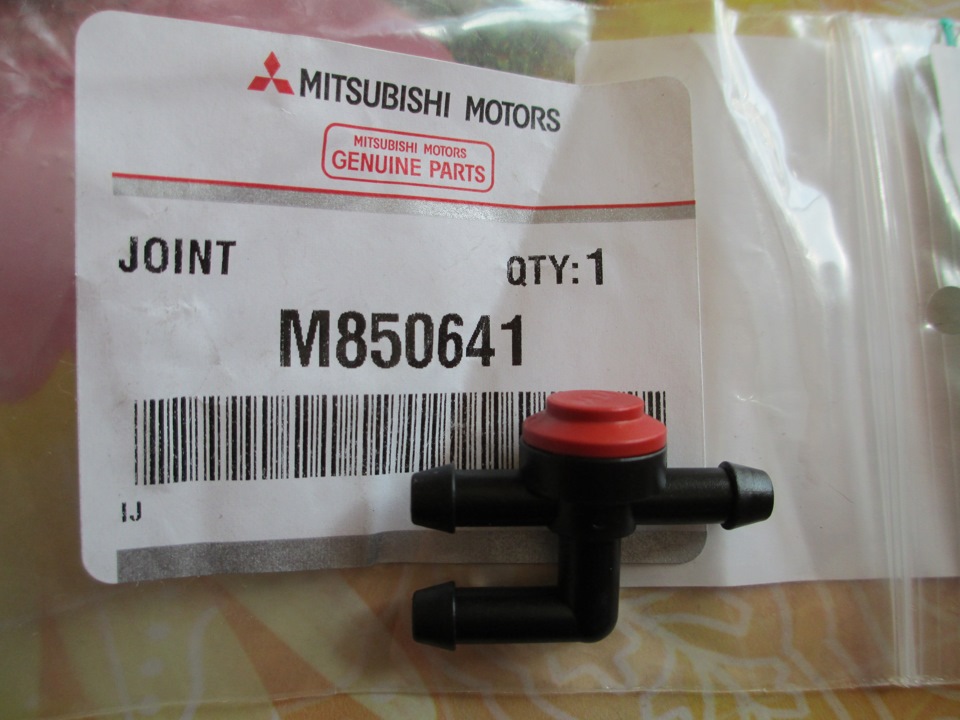 MITSUBISHI MOTORS
MITSUBISHI MOTORS
GENUINE PARTS
JOINT QTY:1
M850641
IJ